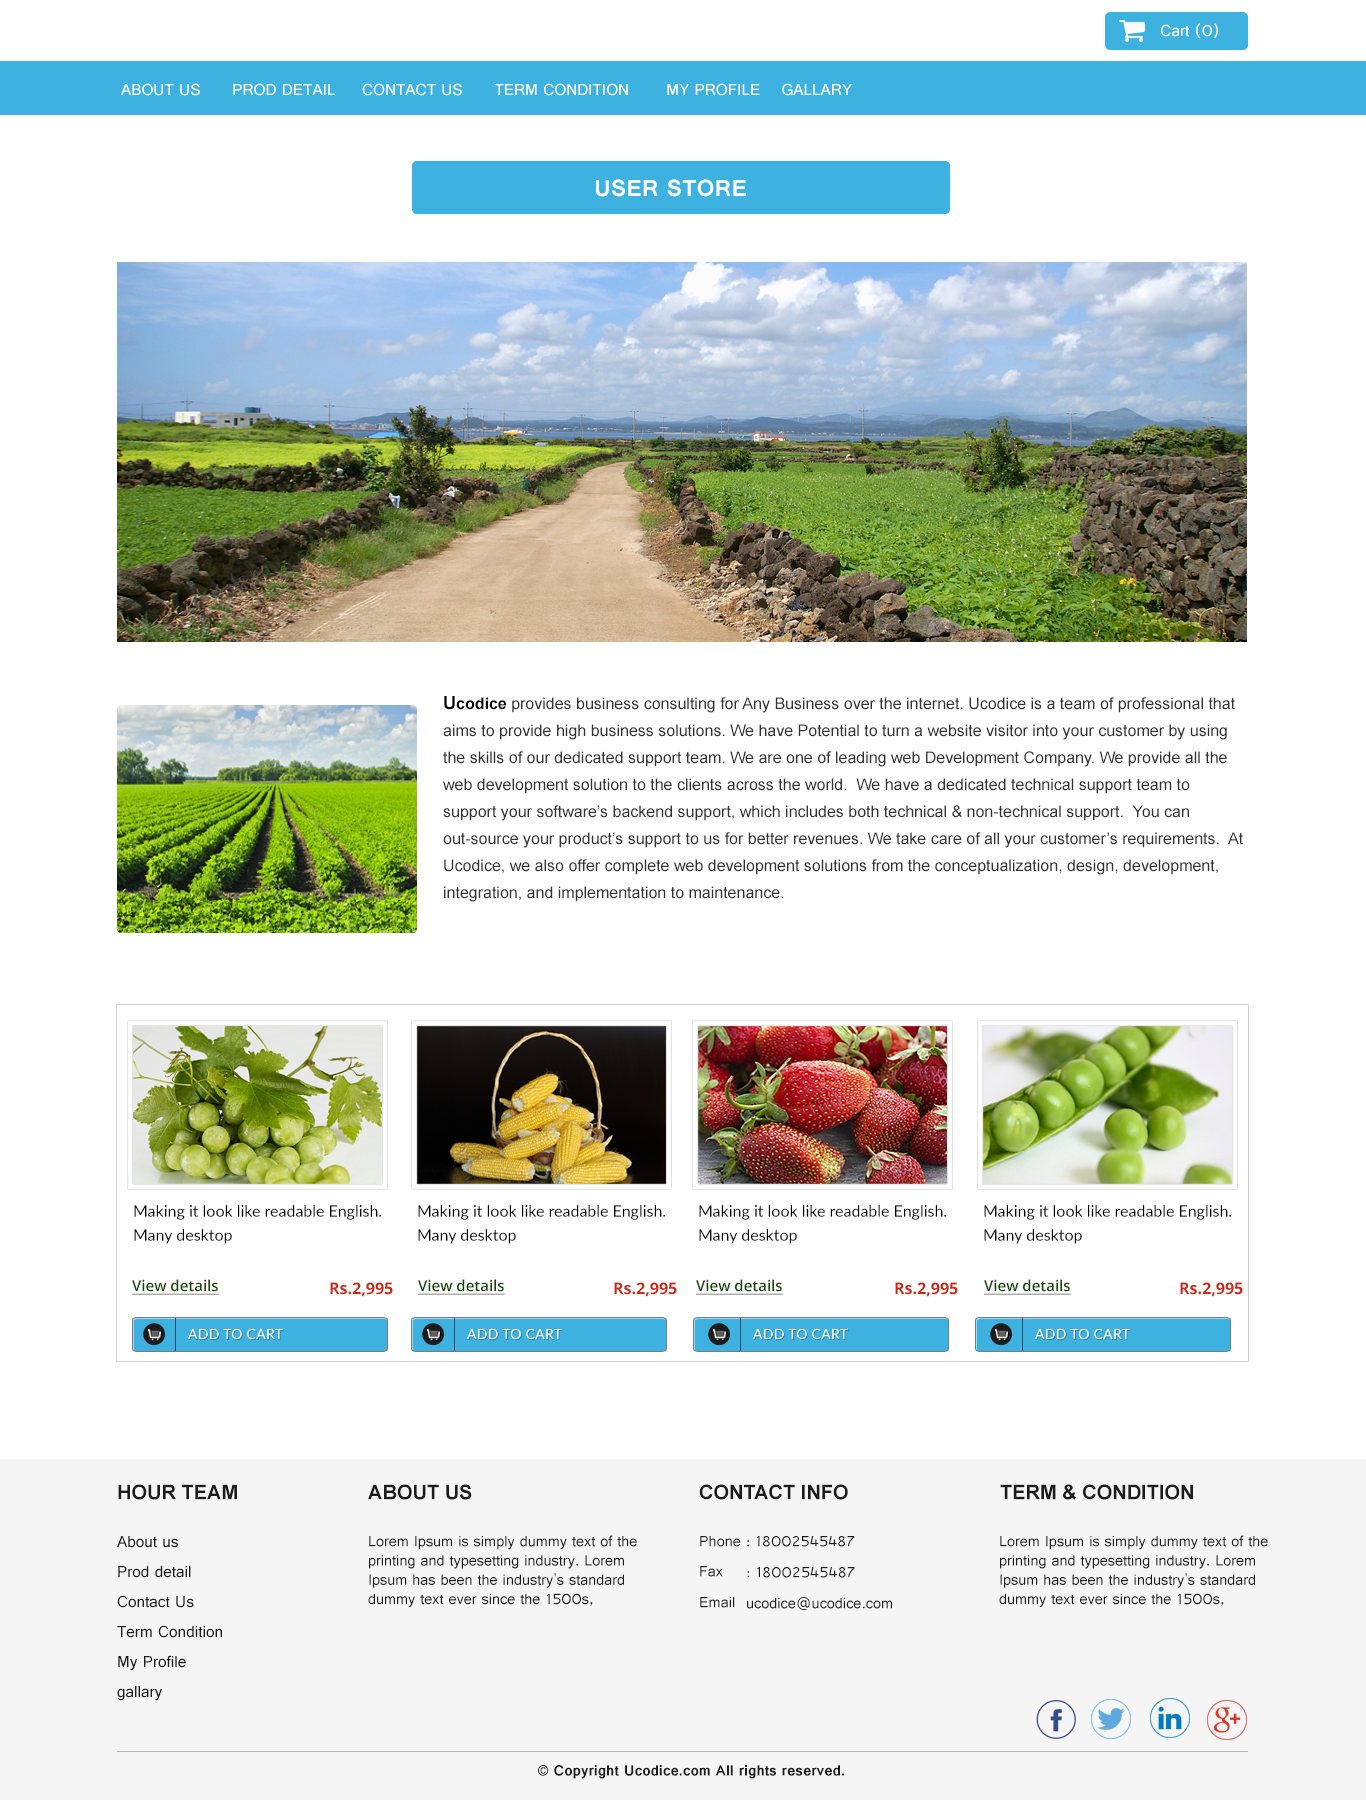 Cart (0)
ABOUT US PROD DETAIL CONTACT US TERM CONDITION MY PROFILE GALLARY
USER STORE
Ucodice provides business consulting for Any Business over the internet. Ucodice is a team of professional that
aims to provide high business solutions. We have Potential to turn a website visitor into your customer by using
the skills of our dedicated support team. We are one of leading web Development Company. We provide all the
web development solution to the clients across the world.  We have a dedicated technical support team to
support your software's backend support, which includes both technical & non-technical support.  You can
out-source your product's support to us for better revenues. We take care of all your customer's requirements.  At
Ucodice, we also offer complete web development solutions from the conceptualization, design, development,
integration, and implementation to maintenance.
Making it look like readable English.
Many desktop
View details Rs.2,995
ADD TO CART
Making it look like readable English.
Many desktop
View details Rs.2,995
ADD TO CART
Making it look like readable English.
Many desktop
View details Rs.2,995
ADD TO CART
Making it look like readable English.
Many desktop
View details Rs.2,995
ADD TO CART
HOUR TEAM
About us
Prod detail
Contact Us
Term Condition
My Profile
gallary
ABOUT US
Lorem Ipsum is simply dummy text of the
printing and typesetting industry. Lorem
Ipsum has been the industry's standard
dummy text ever since the 1500s,
CONTACT INFO
Phone : 18002545487
Fax : 18002545487
Email ucodice@ucodice.com
TERM & CONDITION
Lorem Ipsum is simply dummy text of the
printing and typesetting industry. Lorem
Ipsum has been the industry's standard
dummy text ever since the 1500s,
f in g+
© Copyright Ucodice.com All rights reserved.